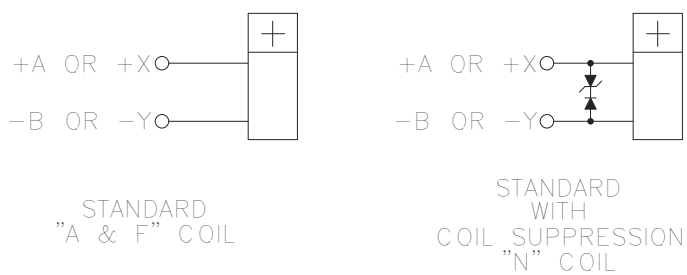 +A OR +X
-B OR -Y
STANDARD
"A & F" COIL
+A OR +X
-B OR -Y
STANDARD
WITH
COIL SUPPRESSION
"N" COIL